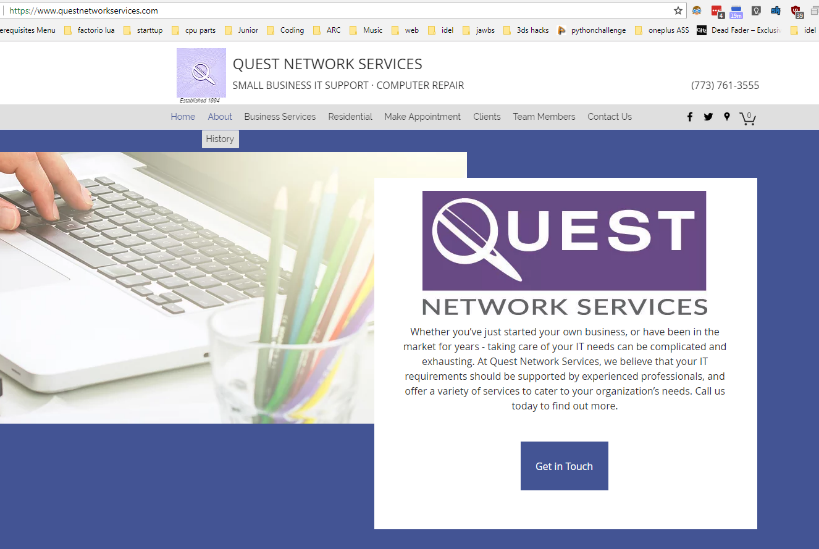 https://www.questnetworkservices.com
erequisites Menu factorio lua starttup cpu parts Junior Coding ARC Music web idel jawbs 3ds hacks pythonchallenge oneplus ASS Dead Fader – Exclusiv idel
QUEST NETWORK SERVICES
SMALL BUSINESS IT SUPPORT · COMPUTER REPAIR
(773) 761-3555
Established 1994
Home About Business Services Residential Make Appointment Clients Team Members Contact Us 0
History
QUEST
NETWORK SERVICES
Whether you've just started your own business, or have been in the
market for years - taking care of your IT needs can be complicated and
exhausting. At Quest Network Services, we believe that your IT
requirements should be supported by experienced professionals, and
offer a variety of services to cater to your organization's needs. Call us
today to find out more.
Get in Touch